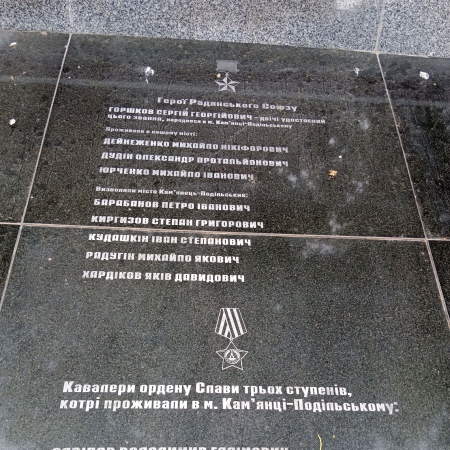 Герої Радянського Союзу
ГОРШКОВ СЕРГІЙ ГЕОРГІЙОВИЧ – двічі удостоєний
цього звання, народився в м. Кам'янці-Подільському
Проживали в нашому місті:
ДЕЙНЕЖЕНКО МИХАЙЛО НІКІФОРОВИЧ
ДУДІН ОЛЕКСАНДР ПРОТАЛЬЙОНОВИЧ
ЮРЧЕНКО МИХАЙЛО ІВАНОВИЧ
Визволяли місто Кам'янець-Подільський:
БАРАБАНОВ ПЕТРО ІВАНОВИЧ
КИРГИЗОВ СТЕПАН ГРИГОРОВИЧ
КУДАШКІН ІВАН СТЕПАНОВИЧ
РАДУГІН МИХАЙЛО ЯКОВИЧ
ХАРДІКОВ ЯКІВ ДАВИДОВИЧ
Кавалери ордену Слави трьох ступенів,
котрі проживали в м. Кам'янці-Подільському: